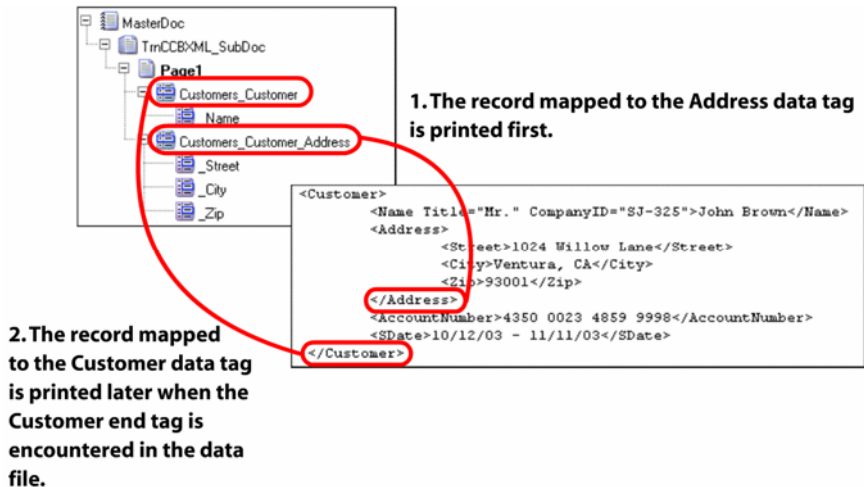 MasterDoc
TrnCCBXML_SubDoc
Page1
Customers_Customer
_Name
Customers_Customer_Address
_Street
_City
_Zip
1. The record mapped to the Address data tag
is printed first.
<Customer>
<Name Title="Mr." CompanyID="SJ-325">John Brown</Name>
<Address>
<Street>1024 Willow Lane</Street>
<City>Ventura, CA</City>
<Zip>93001</Zip>
</Address>
<AccountNumber>4350 0023 4859 9998</AccountNumber>
<SDate>10/12/03 - 11/11/03</SDate>
</Customer>
2. The record mapped
to the Customer data tag
is printed later when the
Customer end tag is
encountered in the data
file.